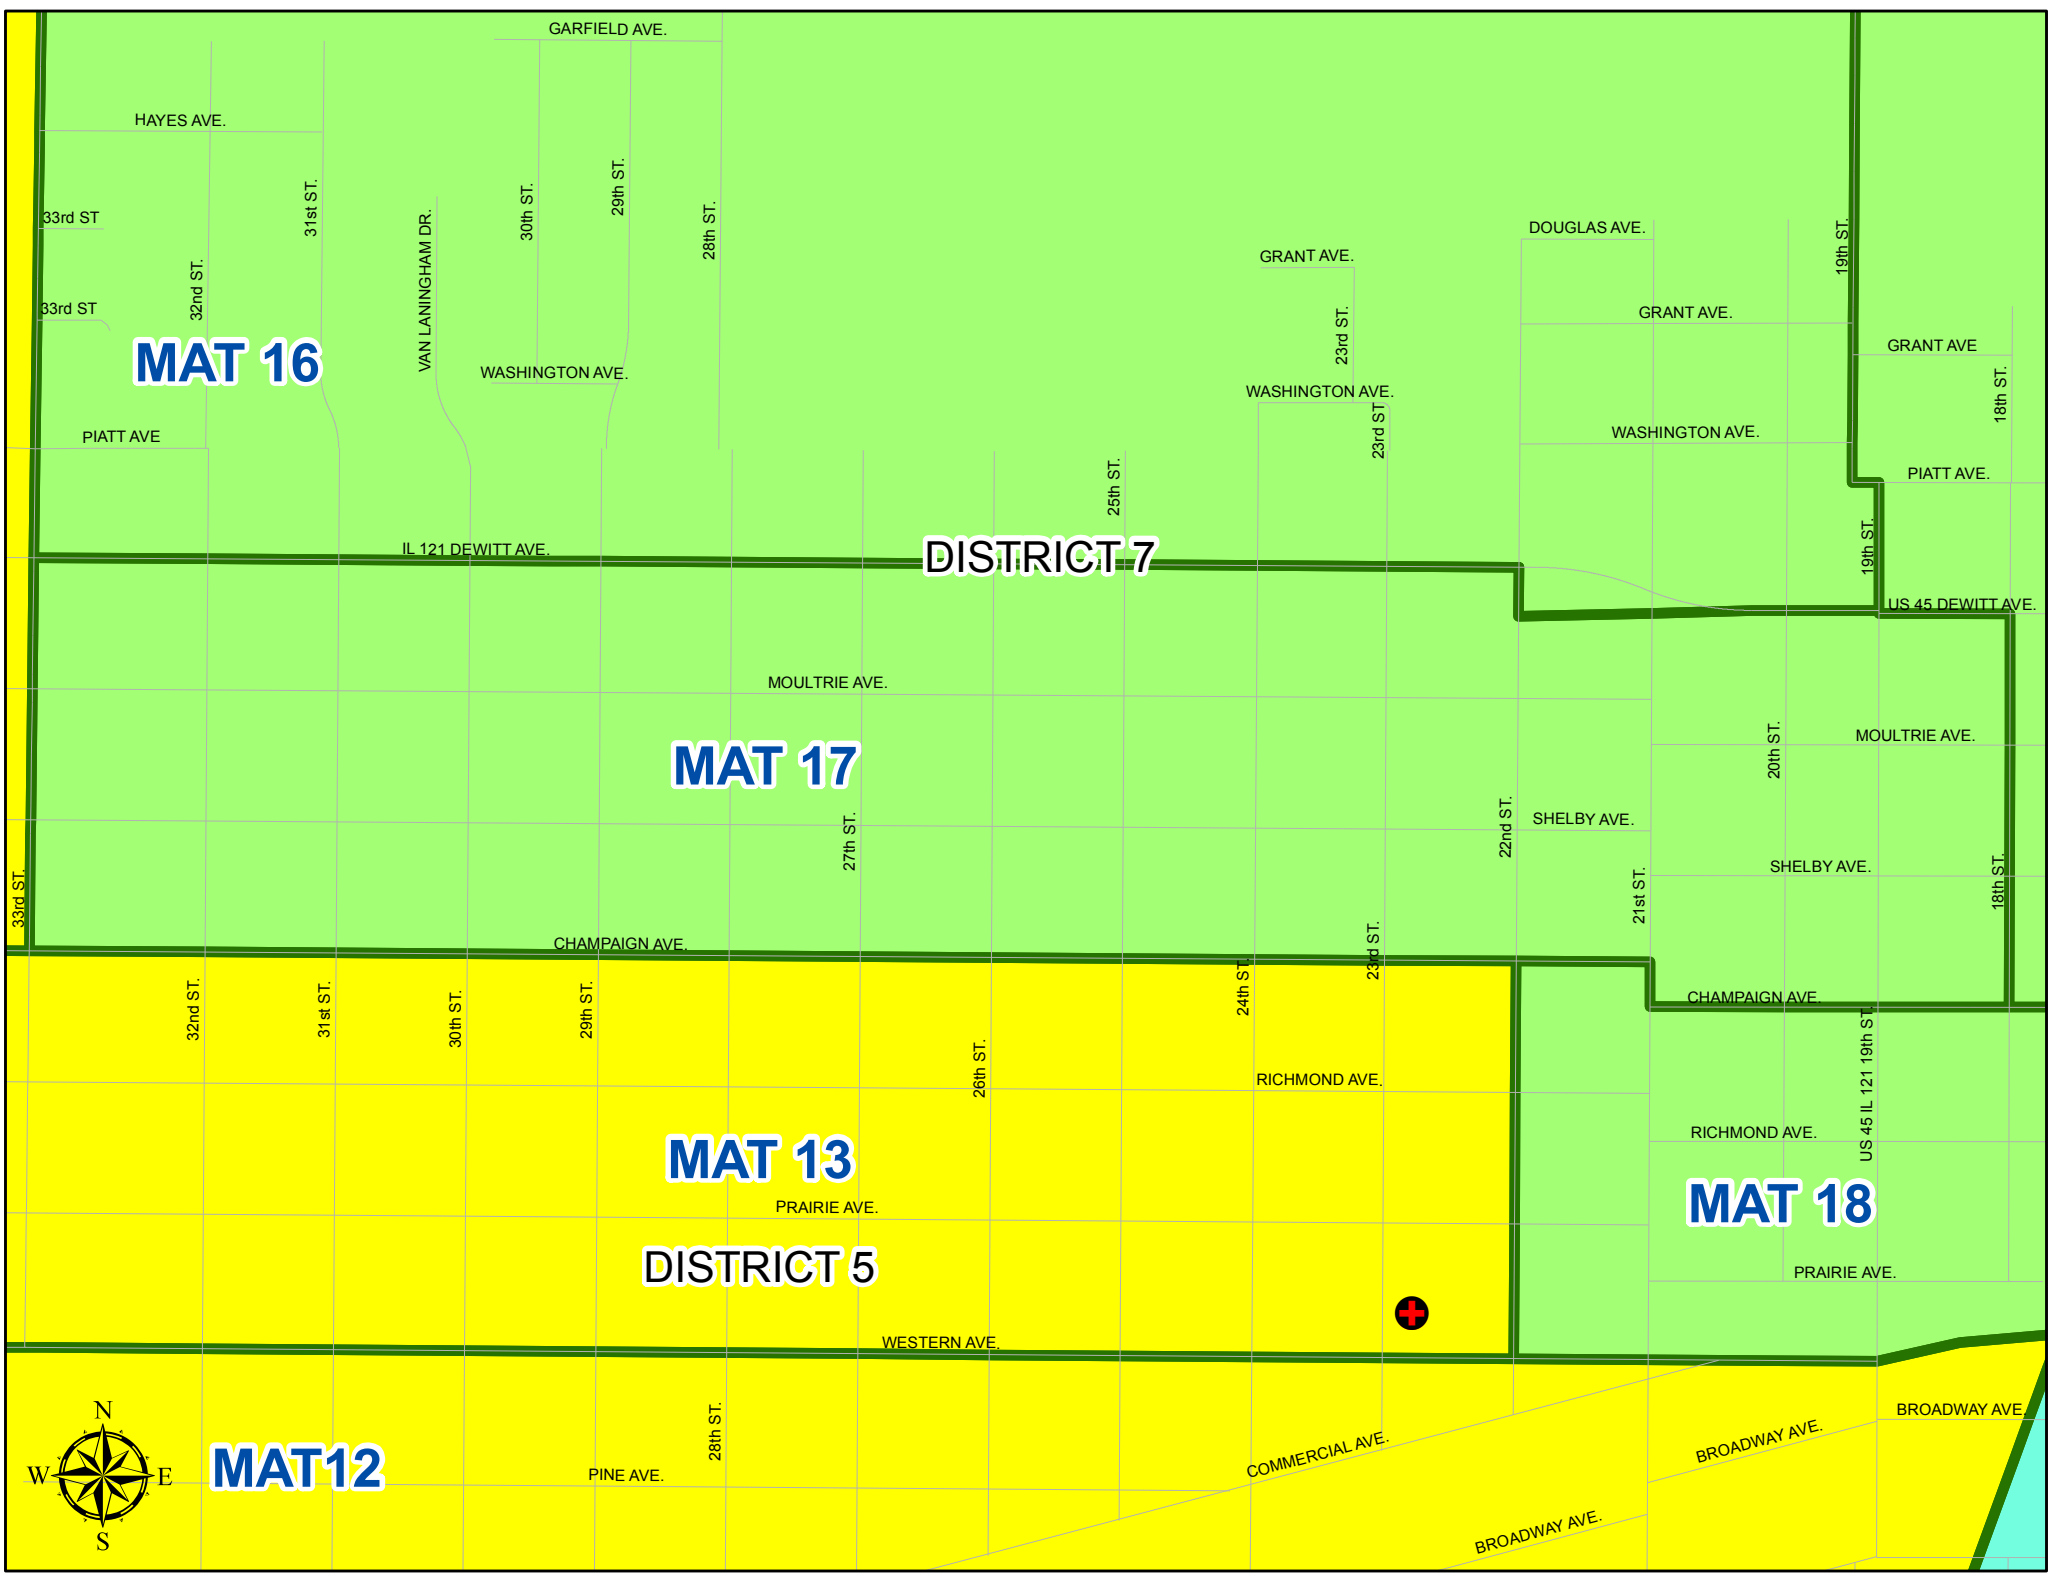 GARFIELD AVE.
HAYES AVE.
31st ST.
30th ST.
29th ST.
28th ST.
33rd ST
VAN LANINGHAM DR.
DOUGLAS AVE.
19th ST.
32nd ST.
GRANT AVE.
33rd ST
23rd ST.
GRANT AVE.
GRANT AVE
MAT 16
WASHINGTON AVE.
WASHINGTON AVE.
18th ST.
PIATT AVE
23rd ST
WASHINGTON AVE.
25th ST.
PIATT AVE.
IL 121 DEWITT AVE.
DISTRICT 7
19th ST.
US 45 DEWITT AVE.
MOULTRIE AVE.
20th ST.
MOULTRIE AVE.
MAT 17
27th ST.
22nd ST.
SHELBY AVE.
SHELBY AVE.
33rd ST.
21st ST.
18th ST.
CHAMPAIGN AVE.
23rd ST.
24th ST.
CHAMPAIGN AVE.
32nd ST.
31st ST.
30th ST.
29th ST.
26th ST.
RICHMOND AVE.
US 45 IL 121 19th ST.
RICHMOND AVE.
MAT 13
MAT 18
PRAIRIE AVE.
DISTRICT 5
PRAIRIE AVE.
WESTERN AVE.
N
W
E
S
MAT12
28th ST.
PINE AVE.
COMMERCIAL AVE.
BROADWAY AVE.
BROADWAY AVE.
BROADWAY AVE.